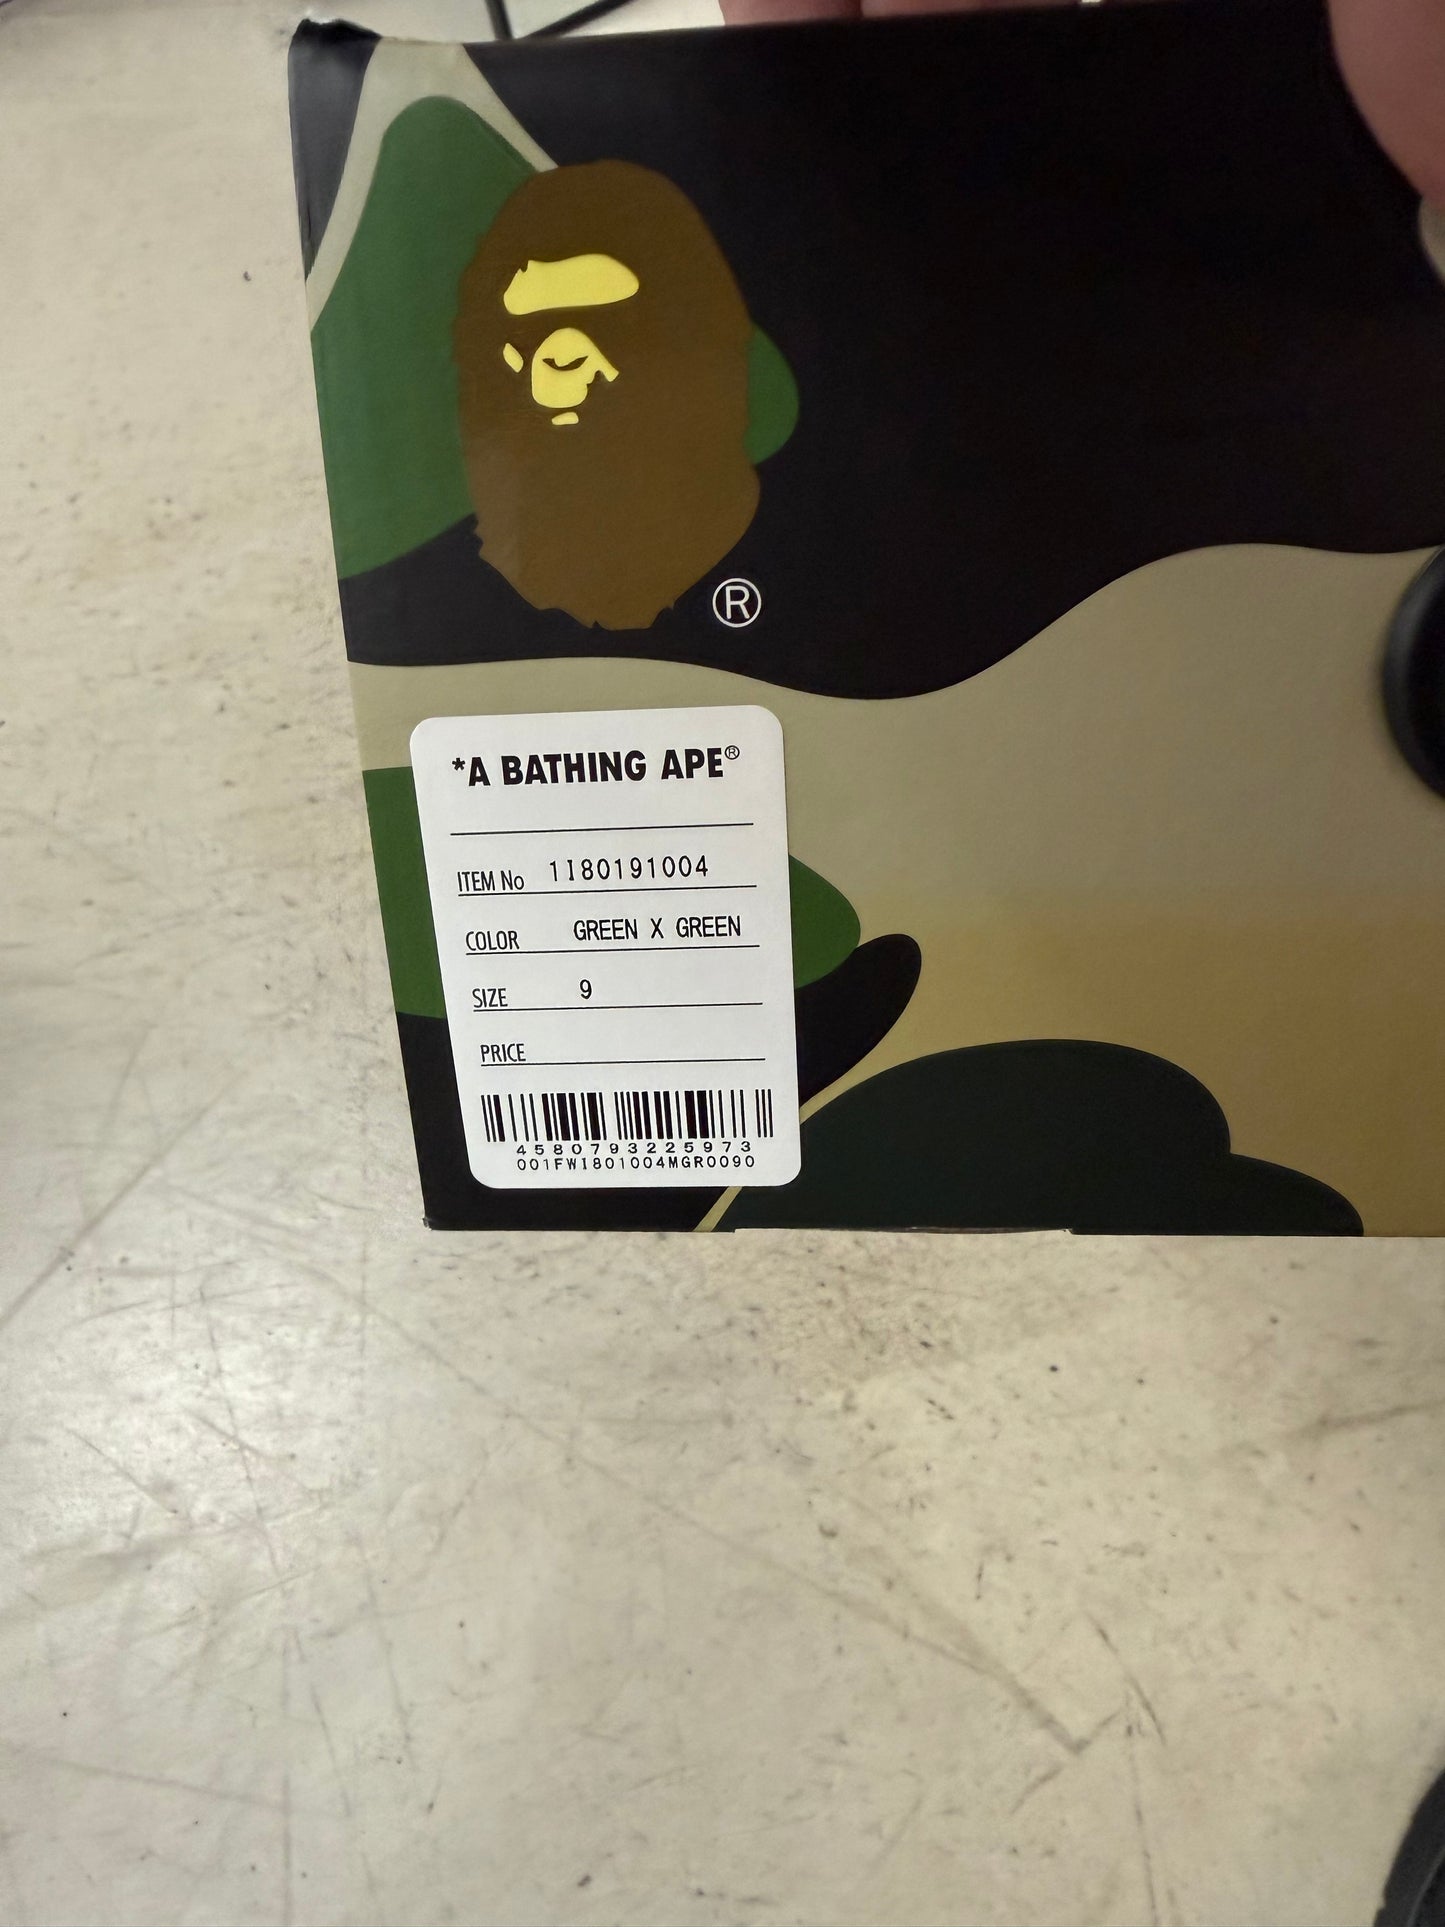 ®
*A BATHING APE®
ITEM No 1I80191004
COLOR GREEN X GREEN
SIZE 9
PRICE
4580793225973
001FWI801004MGR0090